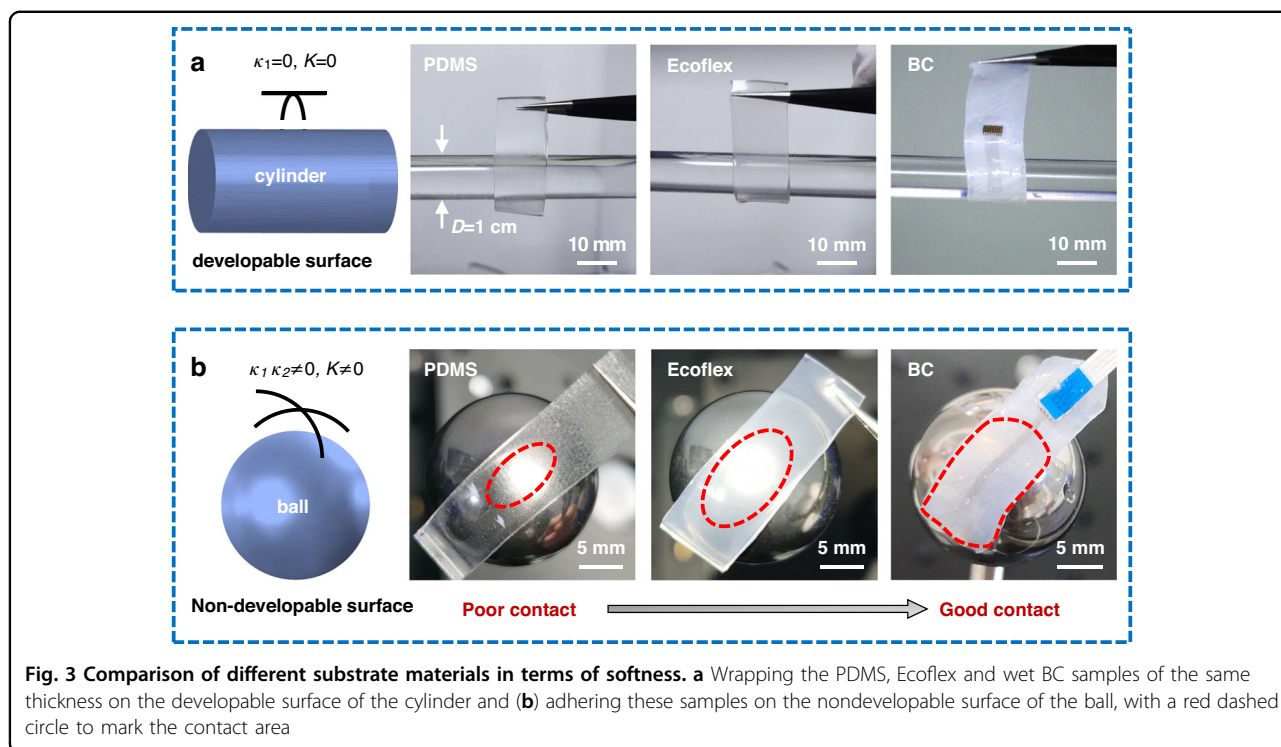 a
κ1=0, K=0
cylinder
developable surface
PDMS
D=1 cm
10 mm
Ecoflex
10 mm
BC
10 mm
b
κ1 κ2≠0, K≠0
ball
Non-developable surface
PDMS
5 mm
Ecoflex
5 mm
BC
5 mm
Poor contact
Good contact
Fig. 3 Comparison of different substrate materials in terms of softness. a Wrapping the PDMS, Ecoflex and wet BC samples of the same
thickness on the developable surface of the cylinder and (b) adhering these samples on the nondevelopable surface of the ball, with a red dashed
circle to mark the contact area